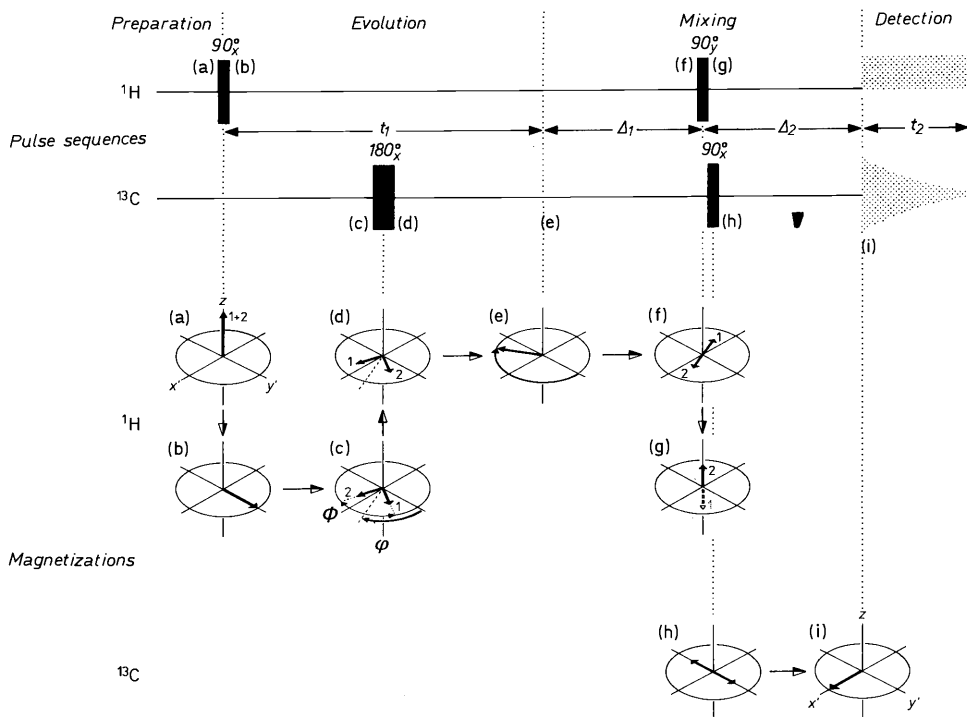 Preparation Evolution Mixing Detection
90°x 90°y
(a) (b) (f) (g)
¹H
t₁ Δ₁ Δ₂ t₂
Pulse sequences
180°x 90°x
¹³C
(c) (d) (e) (h) (i)
(a) z 1+2 x' y'
(d) 1 2
(e)
(f) 1 2
¹H
(b)
(c) 2 1 Φ φ
(g) 2 1
Magnetizations
(h)
(i) z x' y'
¹³C